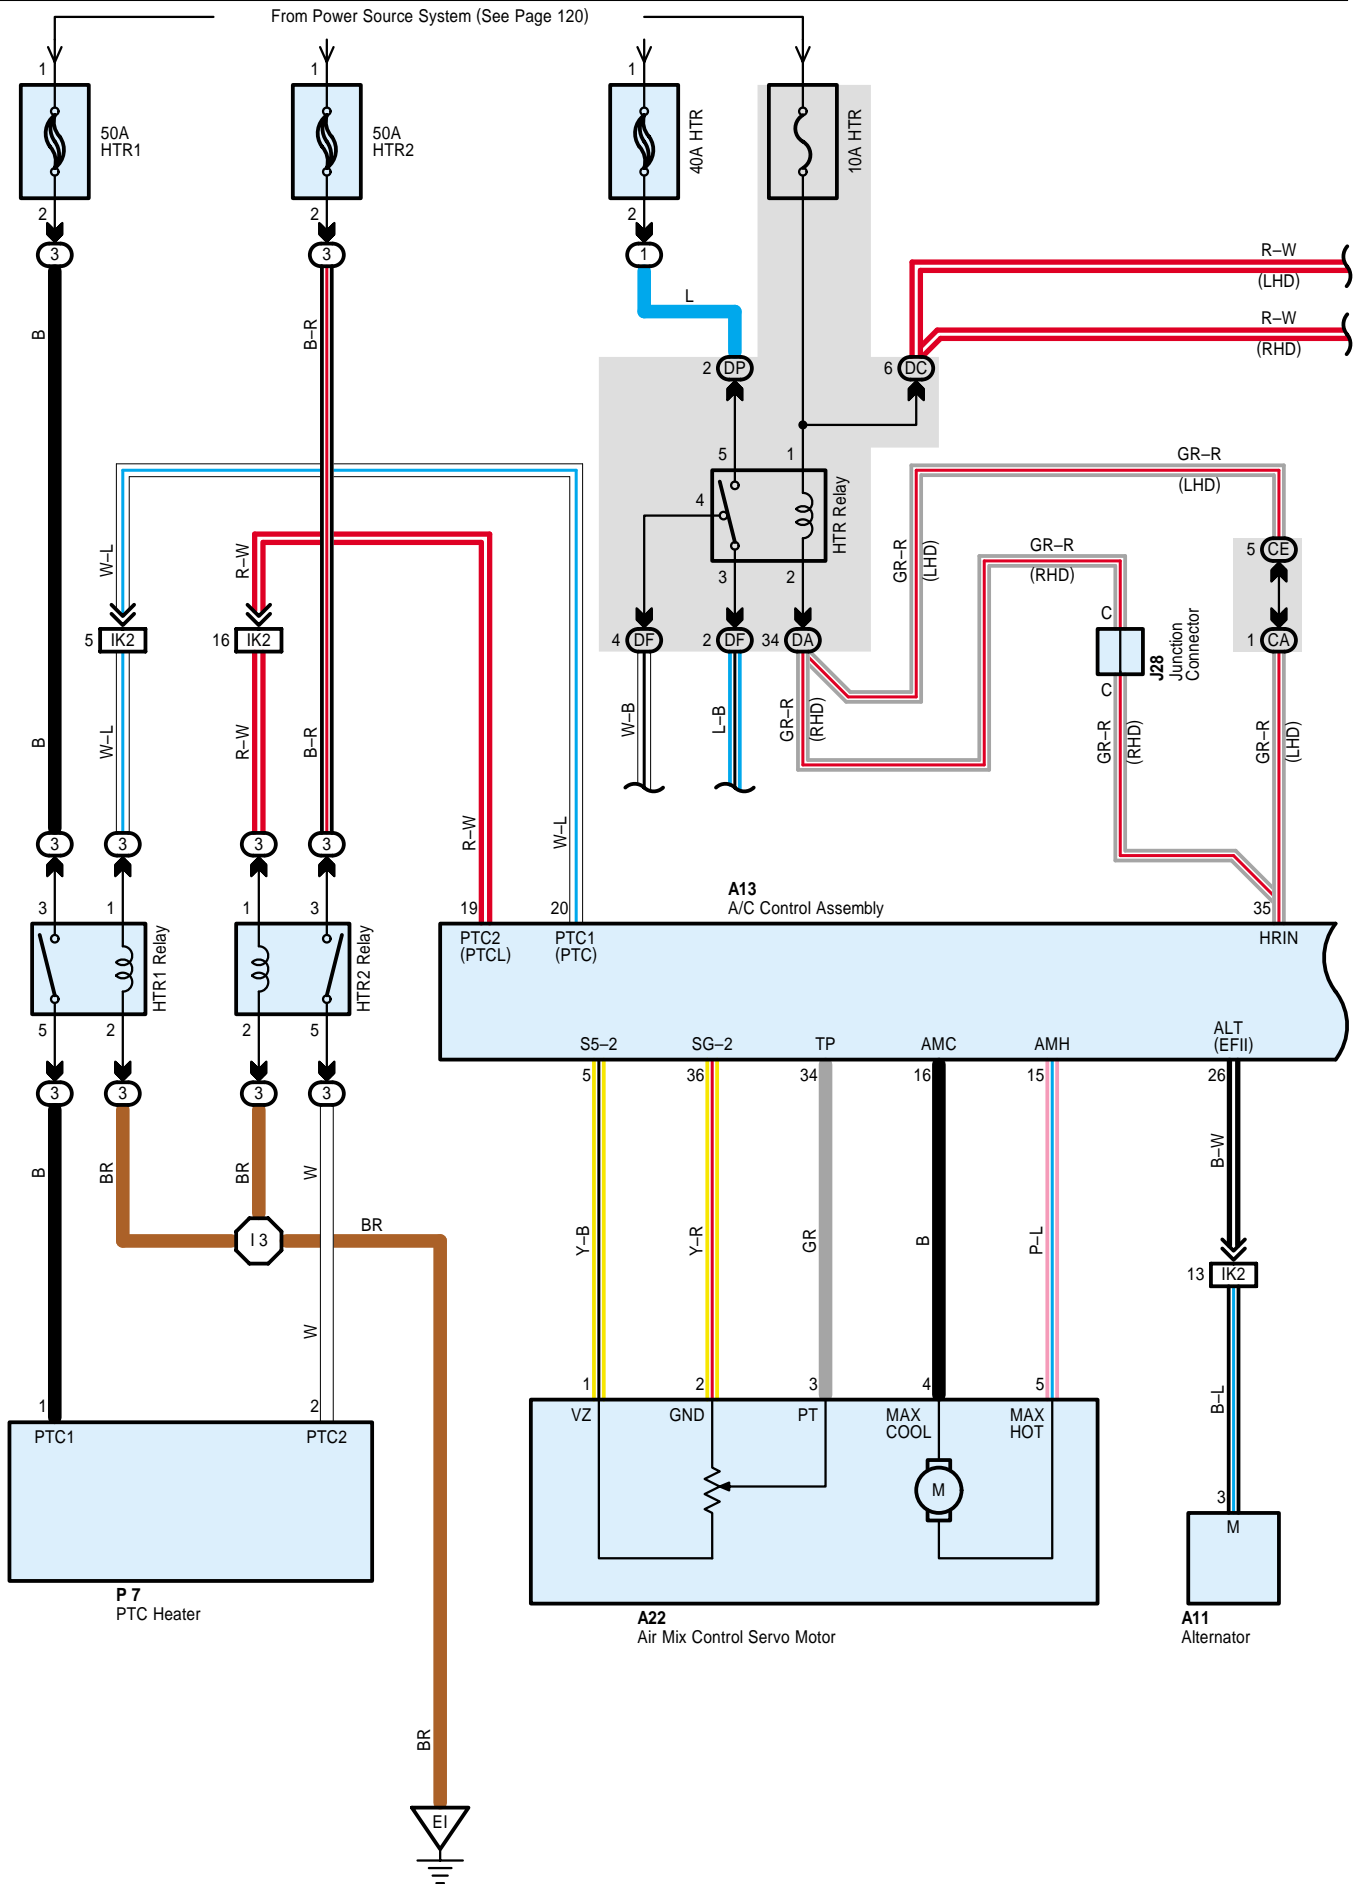 From Power Source System (See Page 120)
1
1
1
50A
HTR1
50A
HTR2
40A HTR
10A HTR
2
2
2
3
3
1
R–W
(LHD)
L
R–W
(RHD)
B
B–R
2
DP
6
DC
5
1
4
HTR Relay
3
2
GR–R
(LHD)
GR–R
(LHD)
GR–R
(RHD)
5
CE
W–L
R–W
5
IK2
16
IK2
4
DF
2
DF
34
DA
C
J28
Junction
Connector
C
1
CA
B
W–L
R–W
B–R
W–B
L–B
GR–R
(RHD)
GR–R
(RHD)
GR–R
(LHD)
3
3
3
3
R–W
W–L
A13
A/C Control Assembly
3
1
1
3
19
20
35
PTC2
(PTCL)
PTC1
(PTC)
HRIN
HTR1 Relay
HTR2 Relay
5
2
2
5
S5–2
SG–2
TP
AMC
AMH
ALT
(EFII)
5
36
34
16
15
26
3
3
3
3
B
BR
BR
W
B–W
I 3
BR
Y–B
Y–R
GR
B
P–L
13
IK2
W
B–L
1
2
1
2
3
4
5
PTC1
PTC2
VZ
GND
PT
MAX
COOL
MAX
HOT
M
3
M
P 7
PTC Heater
A22
Air Mix Control Servo Motor
A11
Alternator
BR
EI